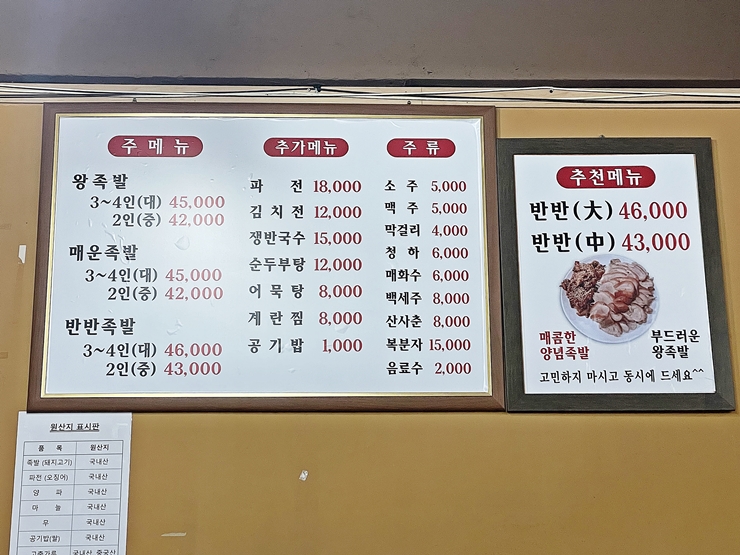 주메뉴
왕족발
3~4인(대) 45,000
2인(중) 42,000
매운족발
3~4인(대) 45,000
2인(중) 42,000
반반족발
3~4인(대) 46,000
2인(중) 43,000
추가메뉴
파 전 18,000
김치전 12,000
쟁반국수 15,000
순두부탕 12,000
어묵탕 8,000
계란찜 8,000
공기밥 1,000
주류
소주 5,000
맥주 5,000
막걸리 4,000
청하 6,000
매화수 6,000
백세주 8,000
산사춘 8,000
복분자 15,000
음료수 2,000
추천메뉴
반반(大) 46,000
반반(中) 43,000
매콤한
양념족발
부드러운
왕족발
고민하지 마시고 동시에 드세요^^
원산지 표시판
품 목 원산지
족발 (돼지고기) 국내산
파전 (오징어) 국내산
양 파 국내산
마 늘 국내산
무 국내산
공기밥(쌀) 국내산
고춧가루 국내산, 중국산